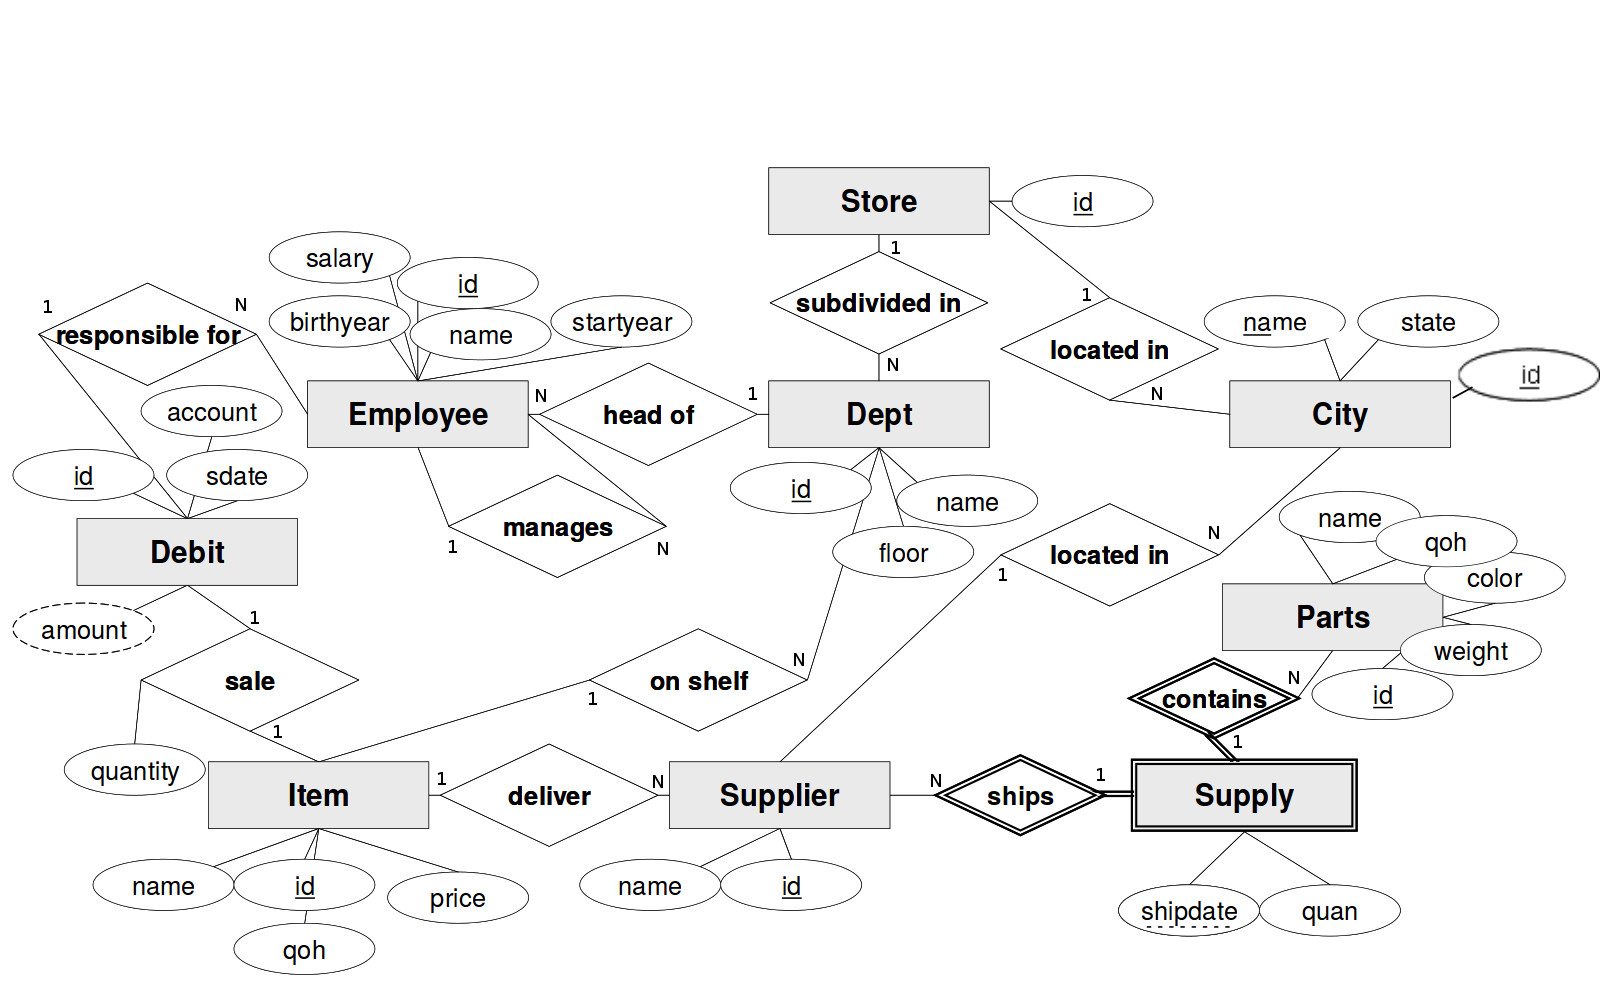 Store
id
1
subdivided in
N
1
located in
N
name
state
id
City
salary
id
birthyear
name
startyear
1
N
responsible for
Employee
N
head of
1
Dept
account
id
sdate
Debit
amount
manages
1
N
id
name
floor
located in
N
1
name
qoh
color
Parts
weight
id
contains
N
1
1
sale
1
quantity
on shelf
N
1
Item
1
deliver
N
Supplier
N
ships
1
Supply
name
id
price
qoh
name
id
shipdate
quan